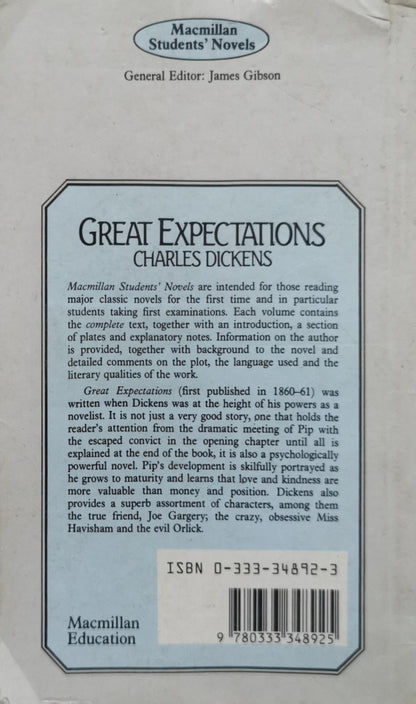 Macmillan
Students' Novels
General Editor: James Gibson
GREAT EXPECTATIONS
CHARLES DICKENS
Macmillan Students' Novels are intended for those reading
major classic novels for the first time and in particular
students taking first examinations. Each volume contains
the complete text, together with an introduction, a section
of plates and explanatory notes. Information on the author
is provided, together with background to the novel and
detailed comments on the plot, the language used and the
literary qualities of the work.
Great Expectations (first published in 1860–61) was
written when Dickens was at the height of his powers as a
novelist. It is not just a very good story, one that holds the
reader's attention from the dramatic meeting of Pip with
the escaped convict in the opening chapter until all is
explained at the end of the book, it is also a psychologically
powerful novel. Pip's development is skilfully portrayed as
he grows to maturity and learns that love and kindness are
more valuable than money and position. Dickens also
provides a superb assortment of characters, among them
the true friend, Joe Gargery; the crazy, obsessive Miss
Havisham and the evil Orlick.
ISBN 0-333-34892-3
Macmillan
Education
9 780333 348925